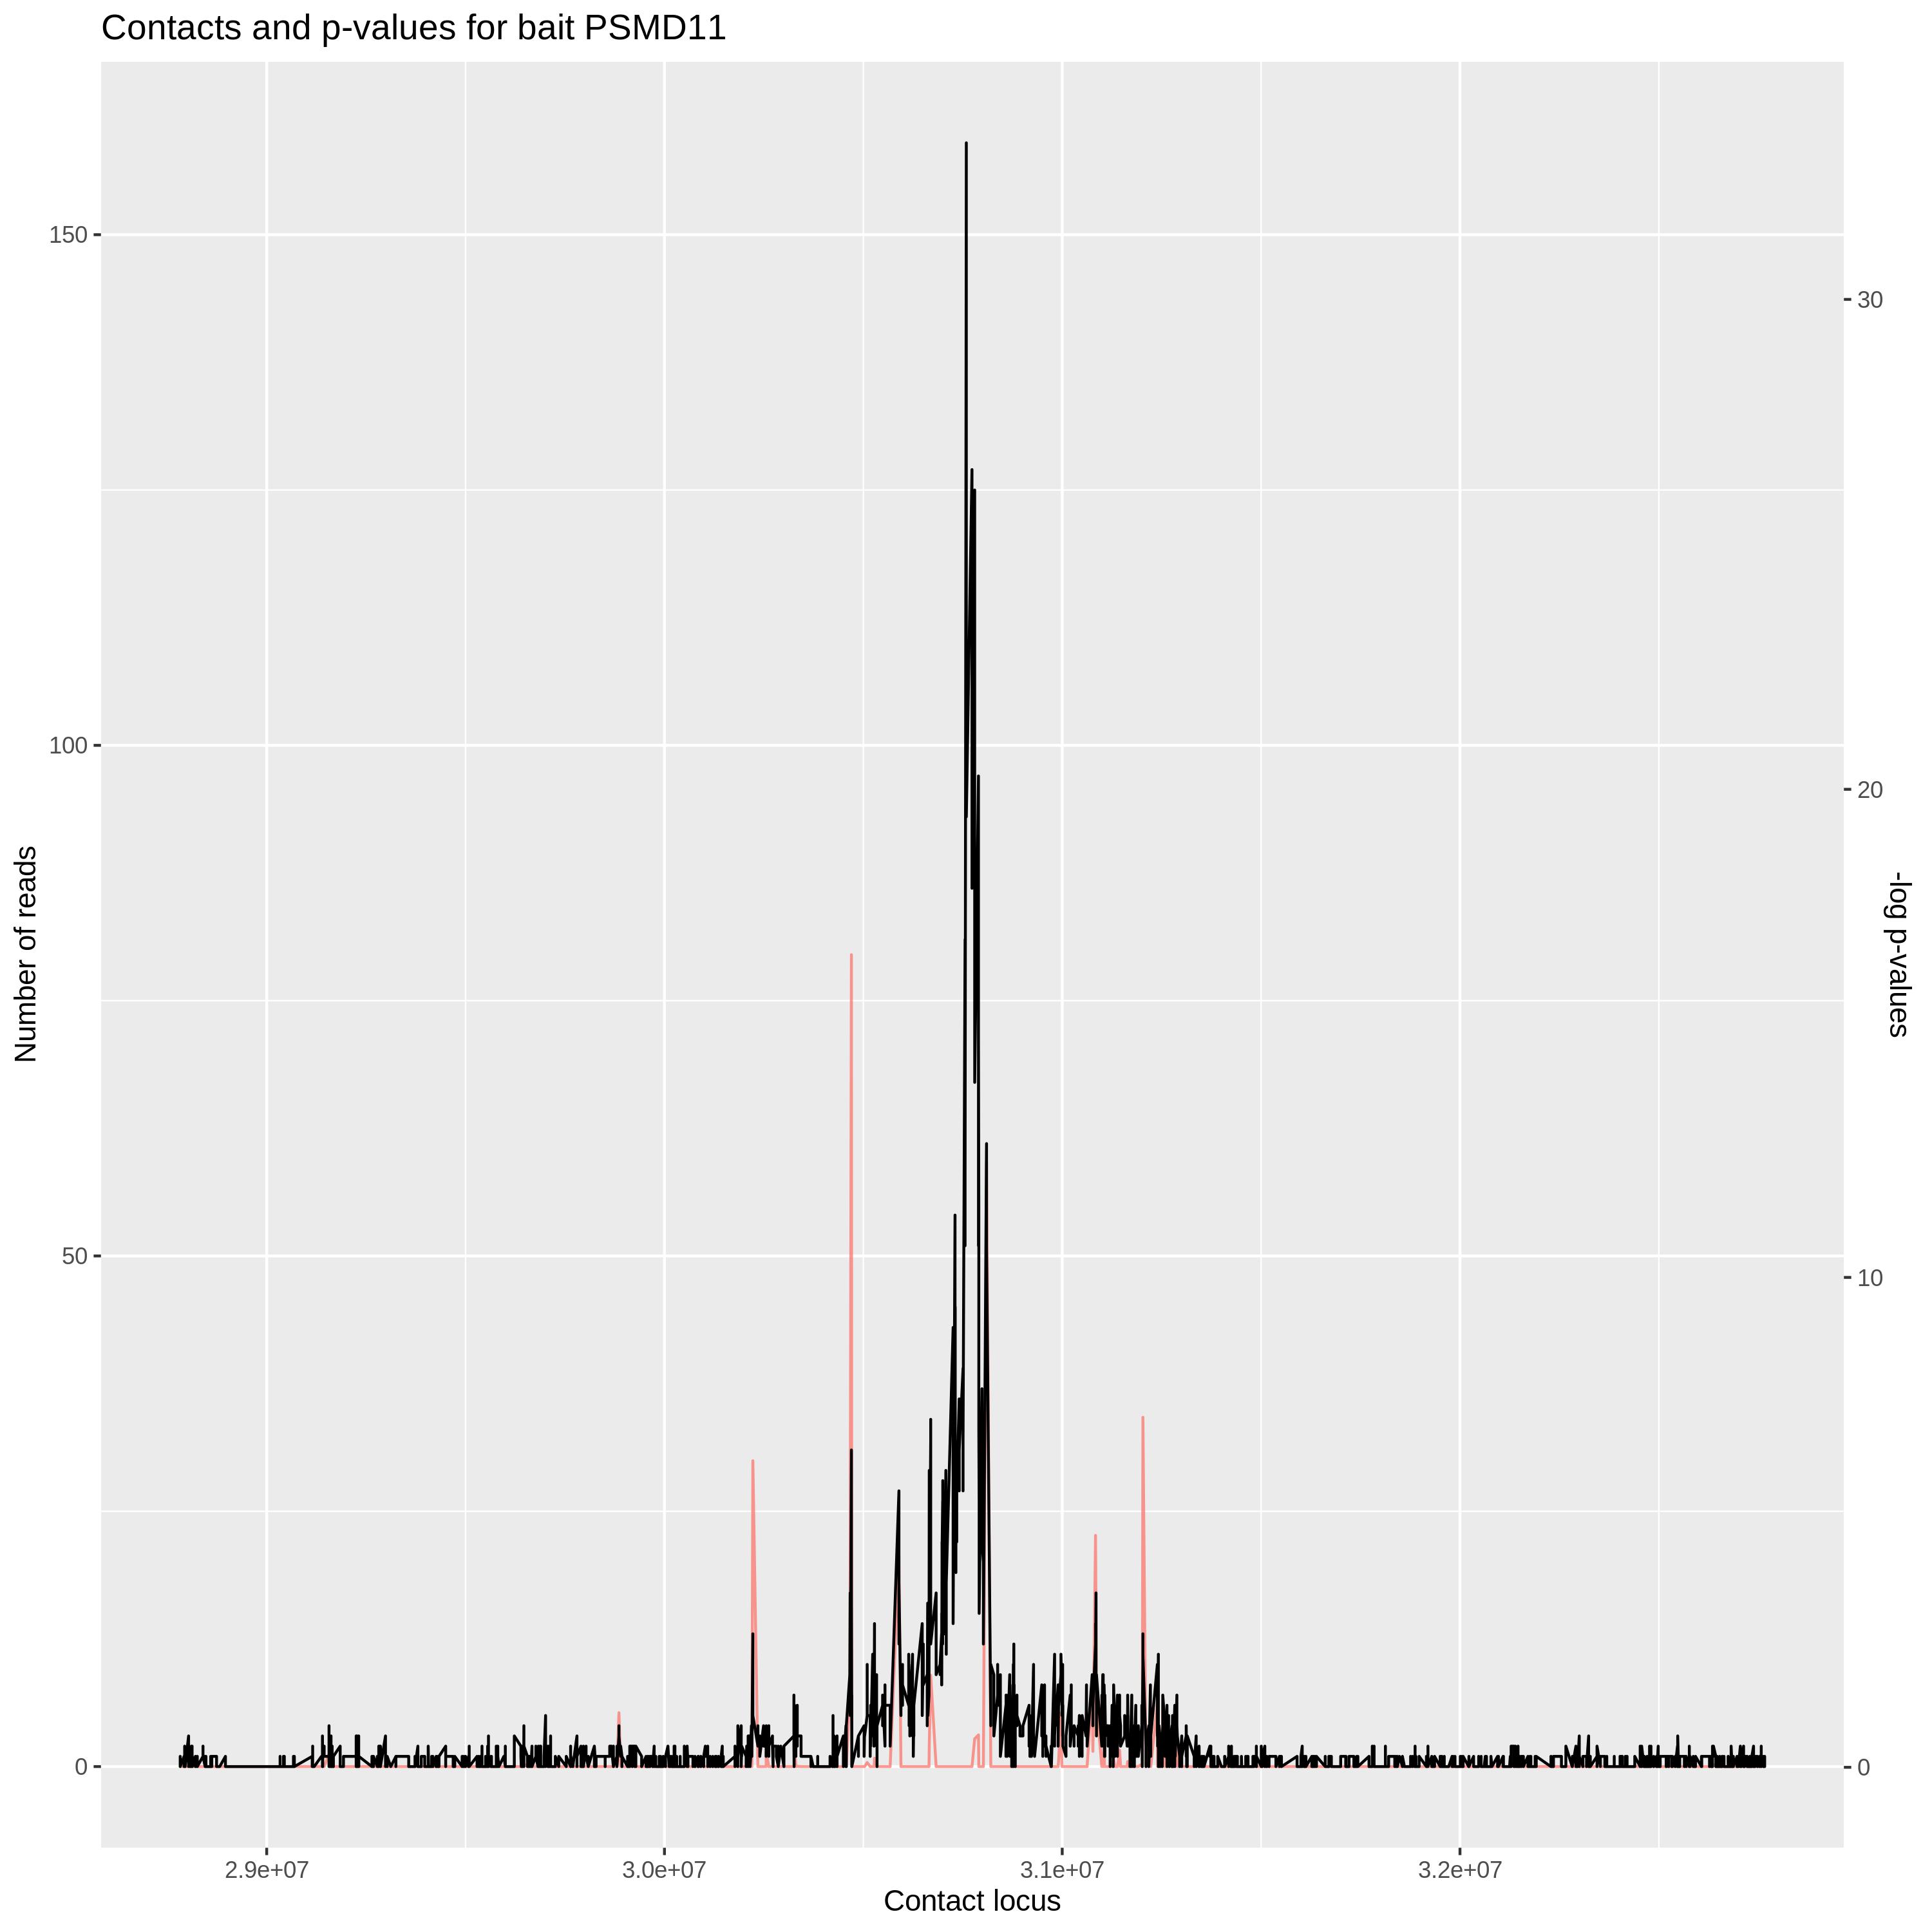 Contacts and p-values for bait PSMD11
Number of reads
150
100
50
0
30
20
10
0
-log p-values
2.9e+07
3.0e+07
3.1e+07
3.2e+07
Contact locus